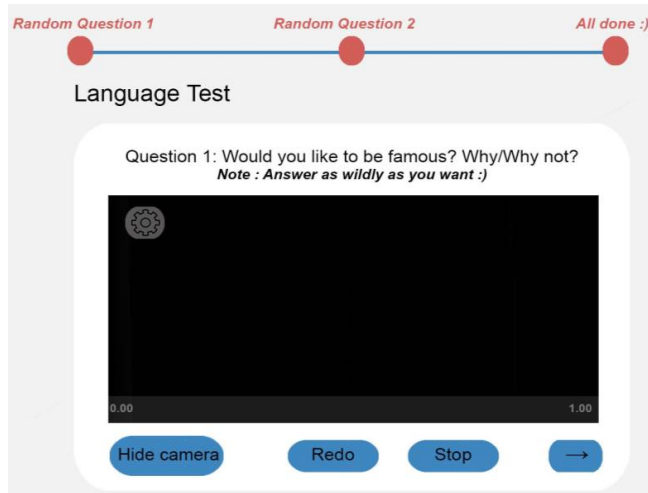 Random Question 1
Random Question 2
All done :)
Language Test
Question 1: Would you like to be famous? Why/Why not?
Note : Answer as wildly as you want :)
0.00
1.00
Hide camera
Redo
Stop
→